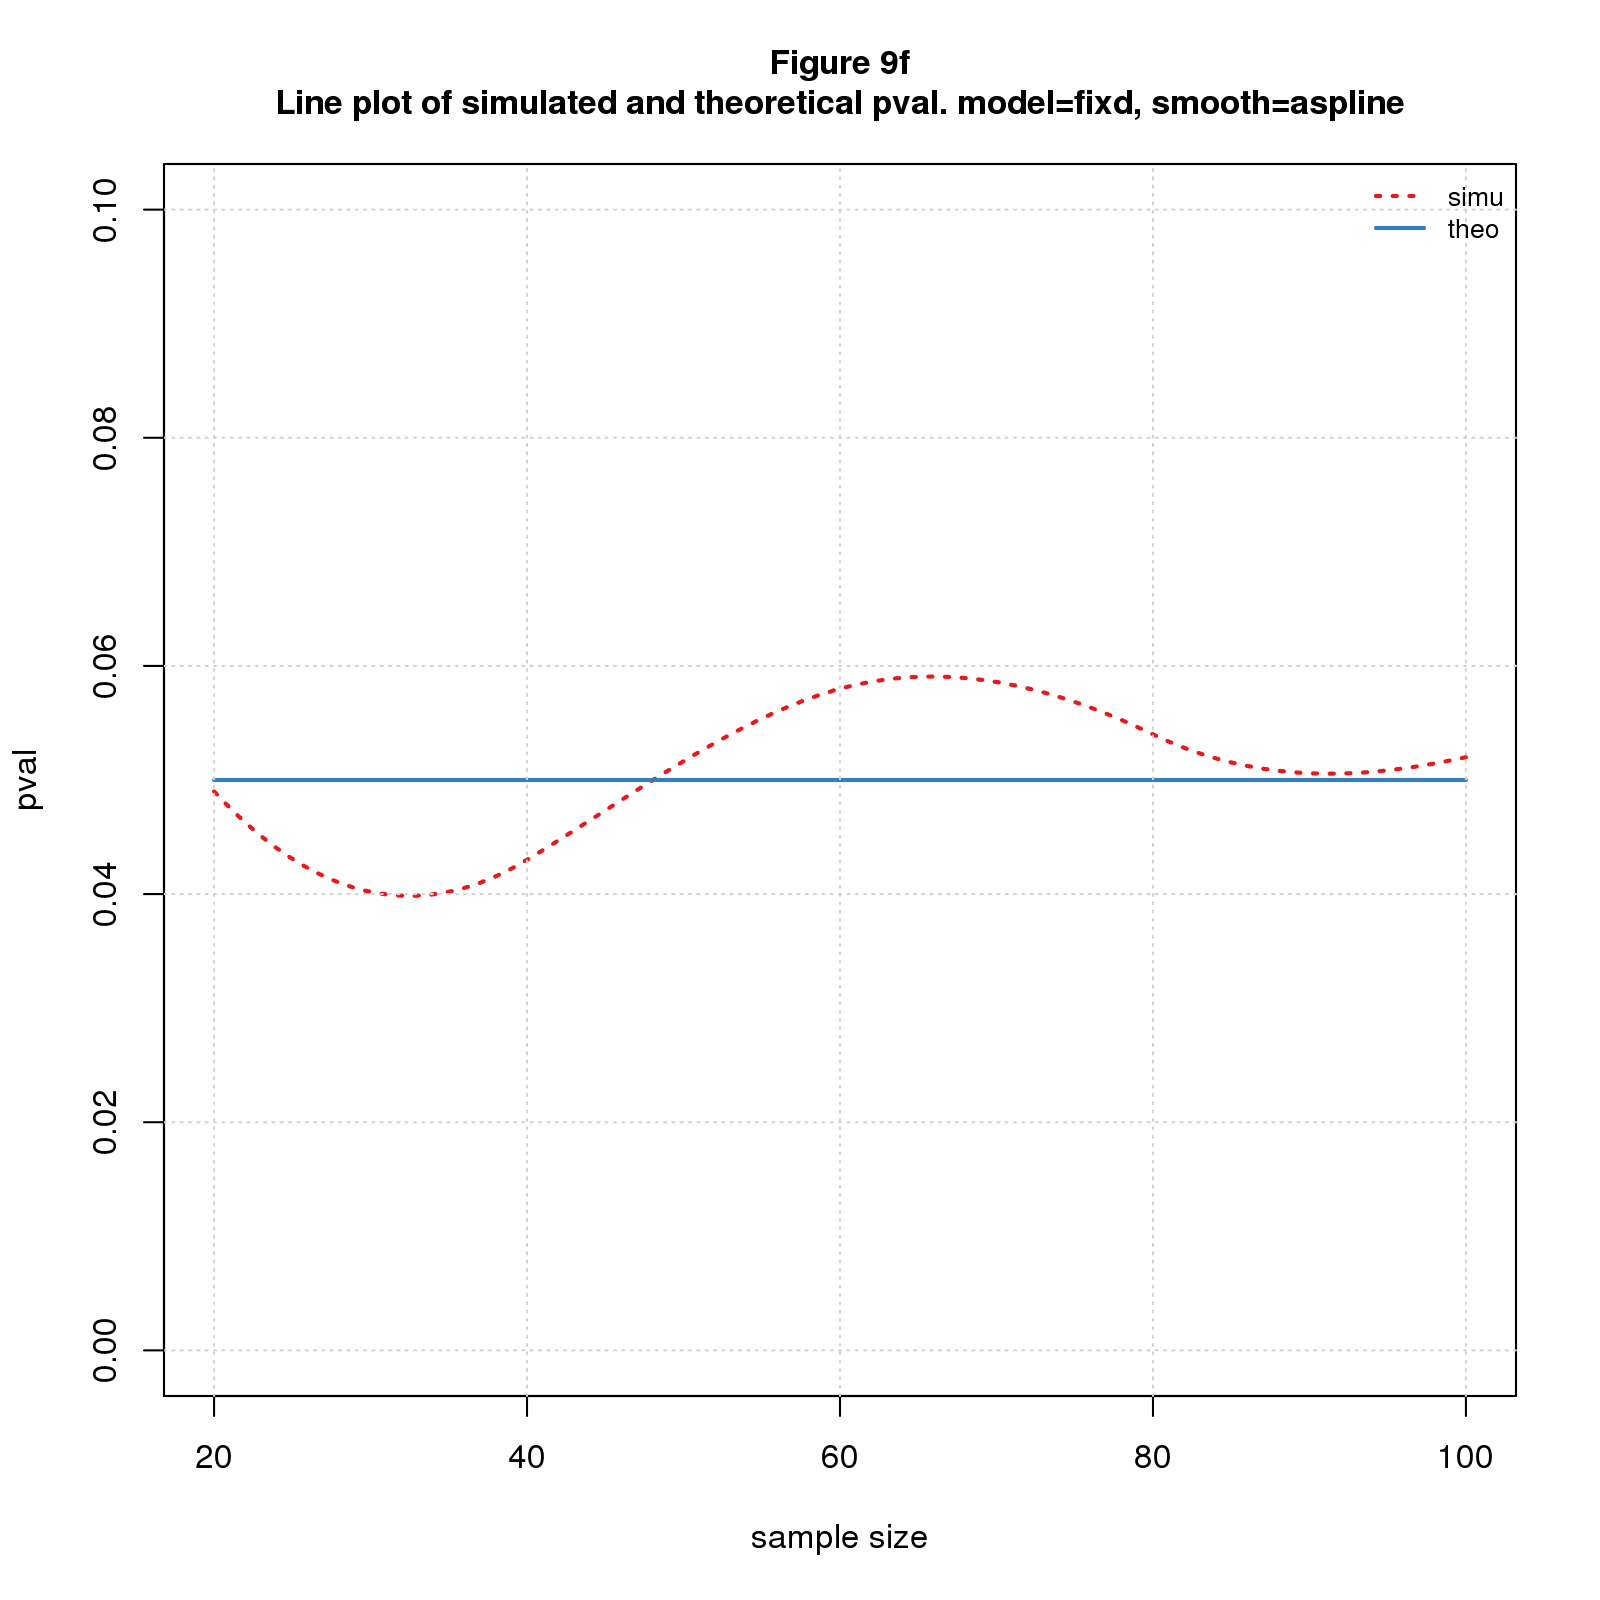 Figure 9f
Line plot of simulated and theoretical pval. model=fixd, smooth=aspline
simu
theo
0.10
0.08
0.06
0.04
0.02
0.00
pval
20 40 60 80 100
sample size